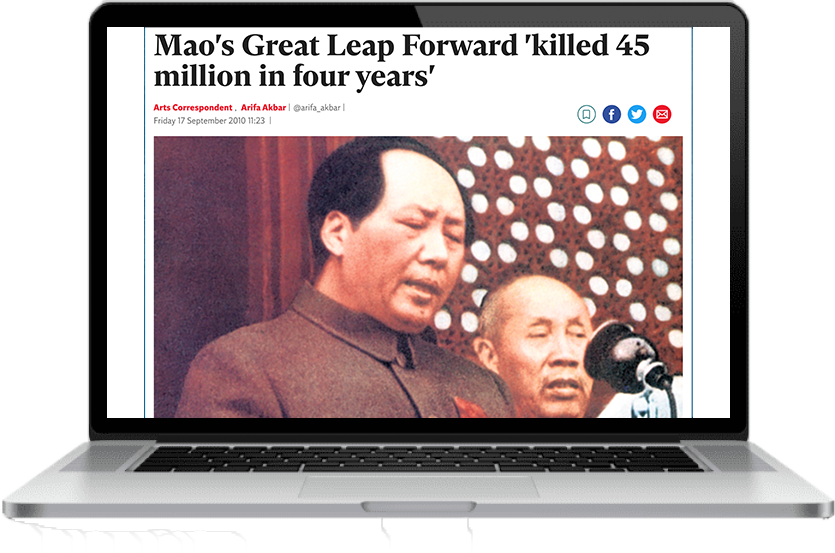 Mao's Great Leap Forward 'killed 45
million in four years'
Arts Correspondent , Arifa Akbar | @arifa_akbar |
Friday 17 September 2010 11:23 |